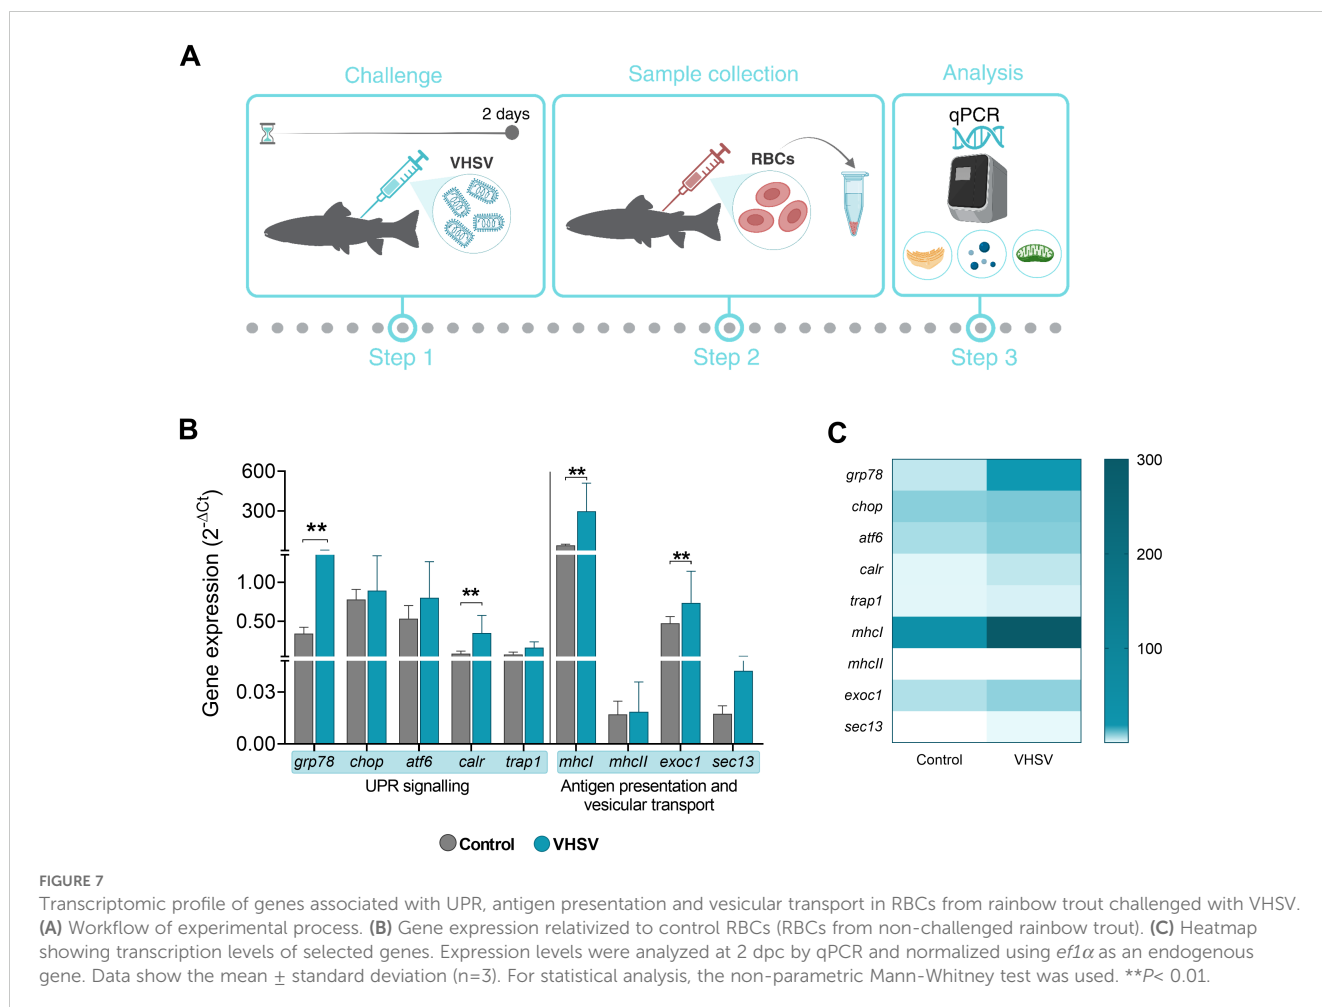 A
Challenge
Sample collection
Analysis
2 days
VHSV
RBCs
qPCR
Step 1
Step 2
Step 3
B
Gene expression (2^-ΔCt)
600
300
1.00
0.50
0.03
0.00
**
**
**
**
grp78 chop atf6 calr trap1 mhcI mhcII exoc1 sec13
UPR signalling
Antigen presentation and
vesicular transport
Control VHSV
C
grp78
chop
atf6
calr
trap1
mhcI
mhcII
exoc1
sec13
Control VHSV
300
200
100
FIGURE 7
Transcriptomic profile of genes associated with UPR, antigen presentation and vesicular transport in RBCs from rainbow trout challenged with VHSV.
(A) Workflow of experimental process. (B) Gene expression relativized to control RBCs (RBCs from non-challenged rainbow trout). (C) Heatmap
showing transcription levels of selected genes. Expression levels were analyzed at 2 dpc by qPCR and normalized using ef1α as an endogenous
gene. Data show the mean ± standard deviation (n=3). For statistical analysis, the non-parametric Mann-Whitney test was used. **P< 0.01.